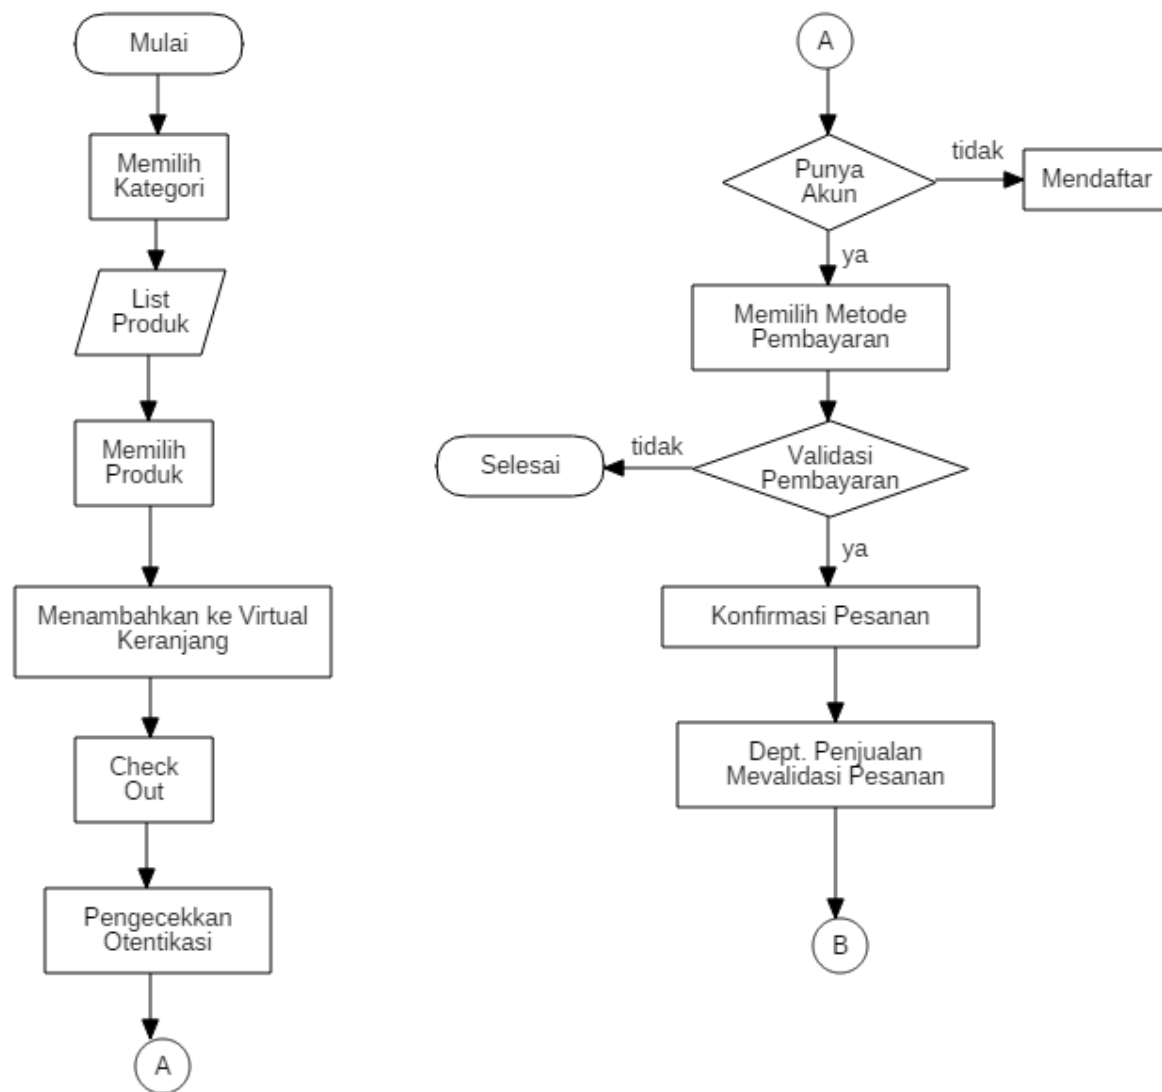 Mulai
Memilih
Kategori
List
Produk
Memilih
Produk
Menambahkan ke Virtual
Keranjang
Check
Out
Pengecekkan
Otentikasi
A
A
Punya
Akun
tidak
Mendaftar
ya
Memilih Metode
Pembayaran
Validasi
Pembayaran
tidak
Selesai
ya
Konfirmasi Pesanan
Dept. Penjualan
Mevalidasi Pesanan
B